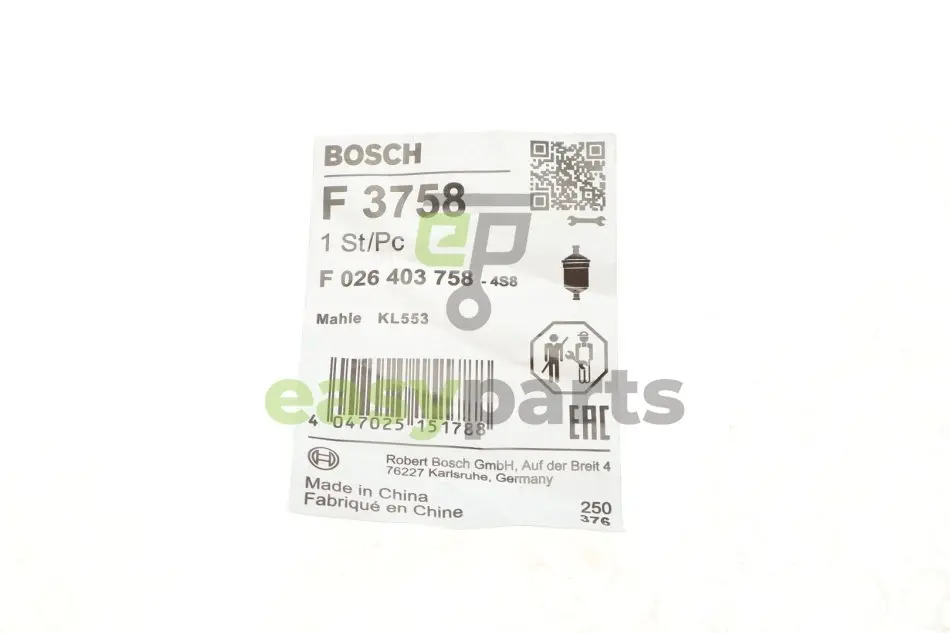 BOSCH
F 3758
1 St/Pc
F 026 403 758 - 4S8
Mahle KL553
ep
easyparts
4 047025 151788
EAC
Robert Bosch GmbH, Auf der Breit 4
76227 Karlsruhe, Germany
Made in China
Fabriqué en Chine
250
376